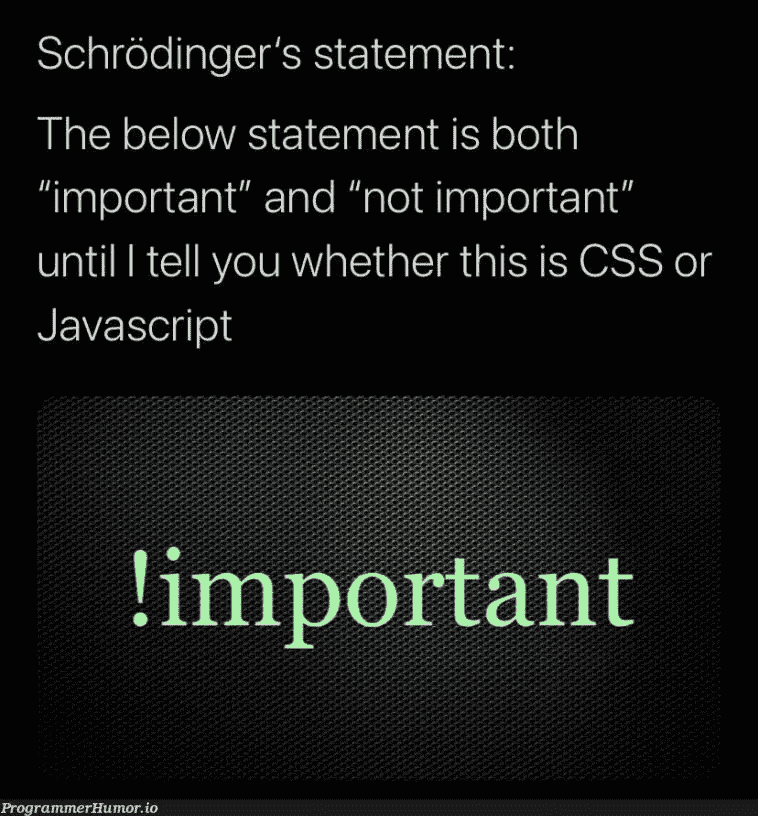 Schrödinger’s statement:
The below statement is both
“important” and “not important”
until I tell you whether this is CSS or
Javascript
!important
ProgrammerHumor.io